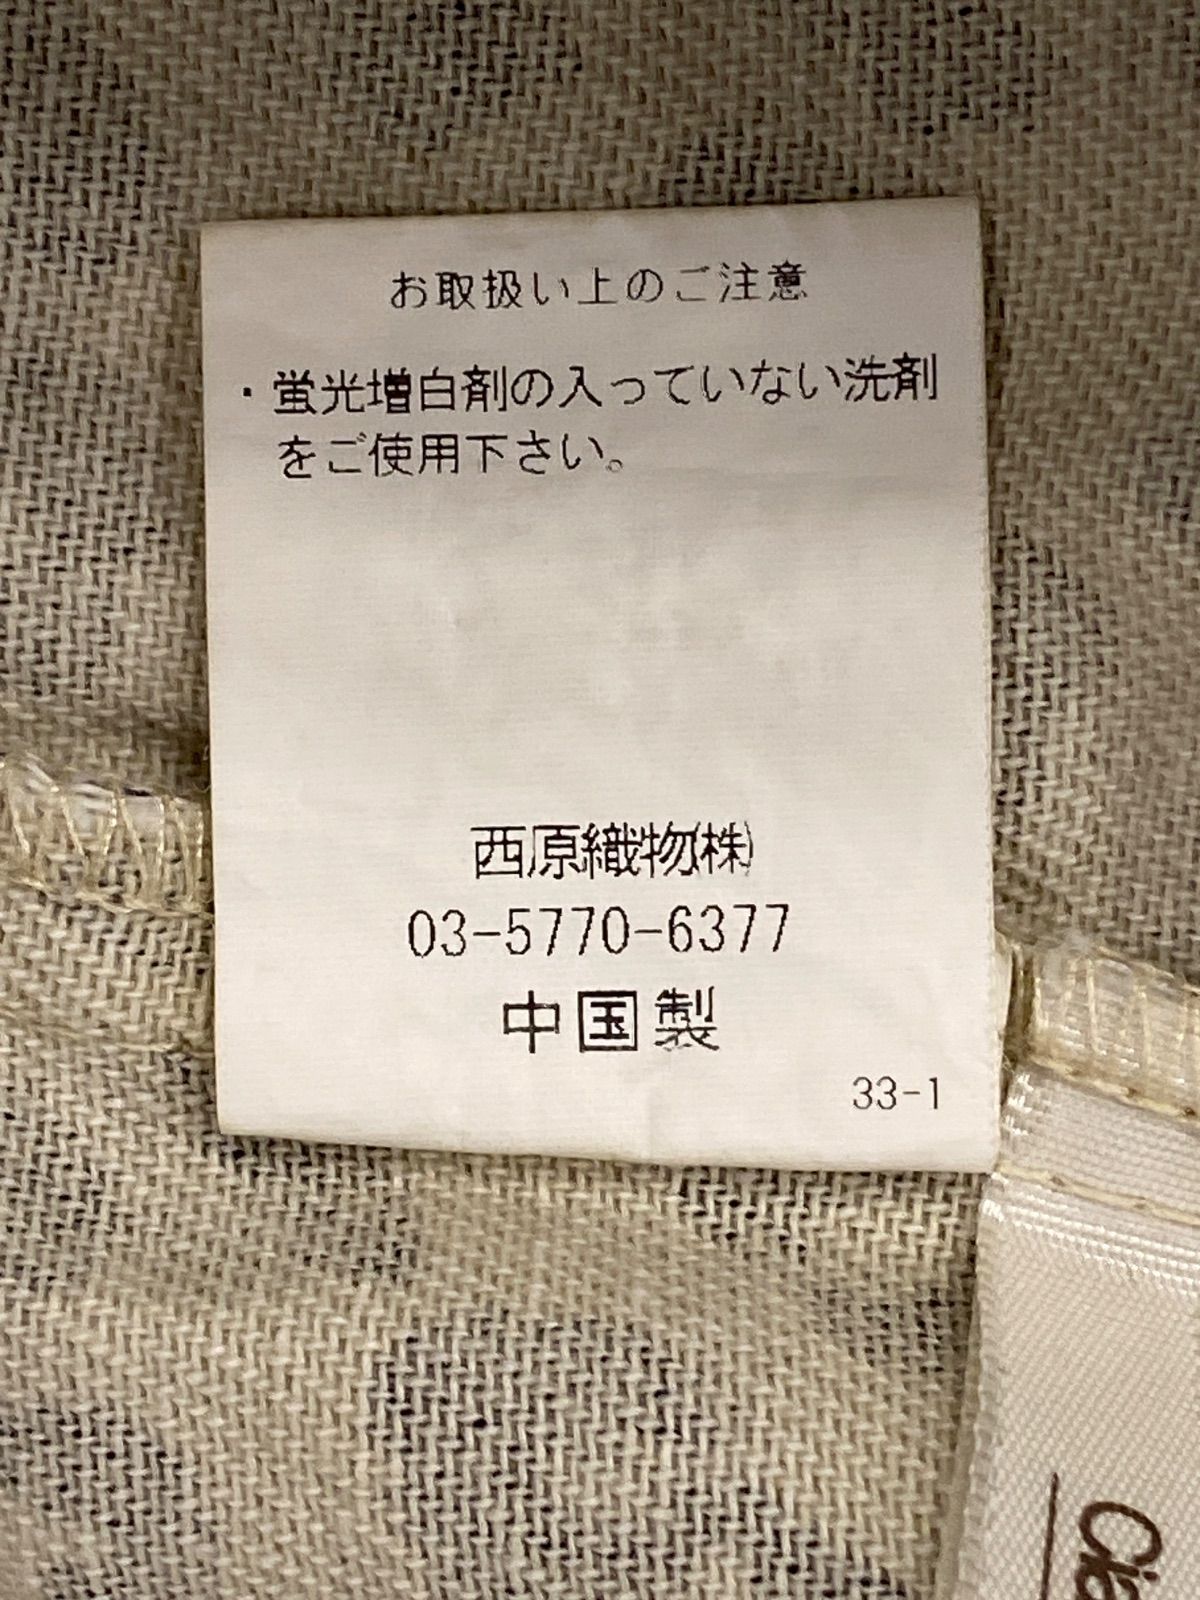 お取扱い上のご注意
・蛍光増白剤の入っていない洗剤
をご使用下さい。
西原織物(株)
03-5770-6377
中国製
33-1